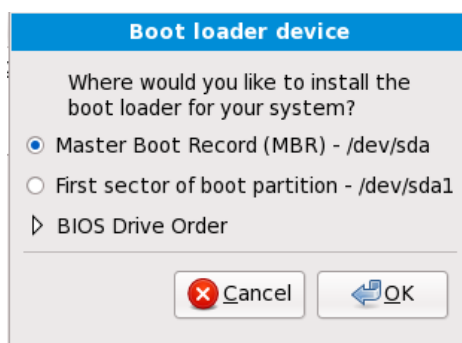 Boot loader device
Where would you like to install the
boot loader for your system?
Master Boot Record (MBR) - /dev/sda
First sector of boot partition - /dev/sda1
BIOS Drive Order
Cancel
OK